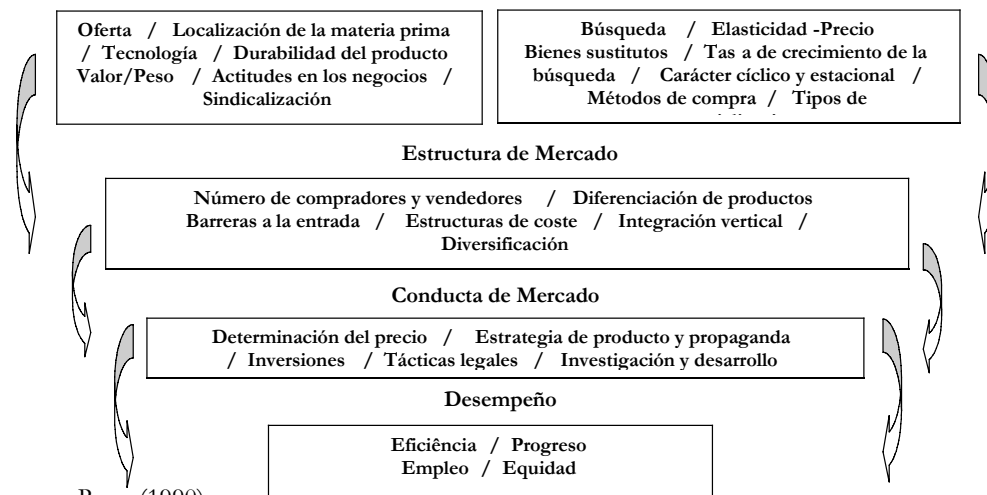 Oferta / Localización de la materia prima
/ Tecnología / Durabilidad del producto
Valor/Peso / Actitudes en los negocios /
Sindicalización
Búsqueda / Elasticidad -Precio
Bienes sustitutos / Tas a de crecimiento de la
búsqueda / Carácter cíclico y estacional /
Métodos de compra / Tipos de
Estructura de Mercado
Número de compradores y vendedores / Diferenciación de productos
Barreras a la entrada / Estructuras de coste / Integración vertical /
Diversificación
Conducta de Mercado
Determinación del precio / Estrategia de producto y propaganda
/ Inversiones / Tácticas legales / Investigación y desarrollo
Desempeño
Eficiência / Progreso
Empleo / Equidad
(1990)